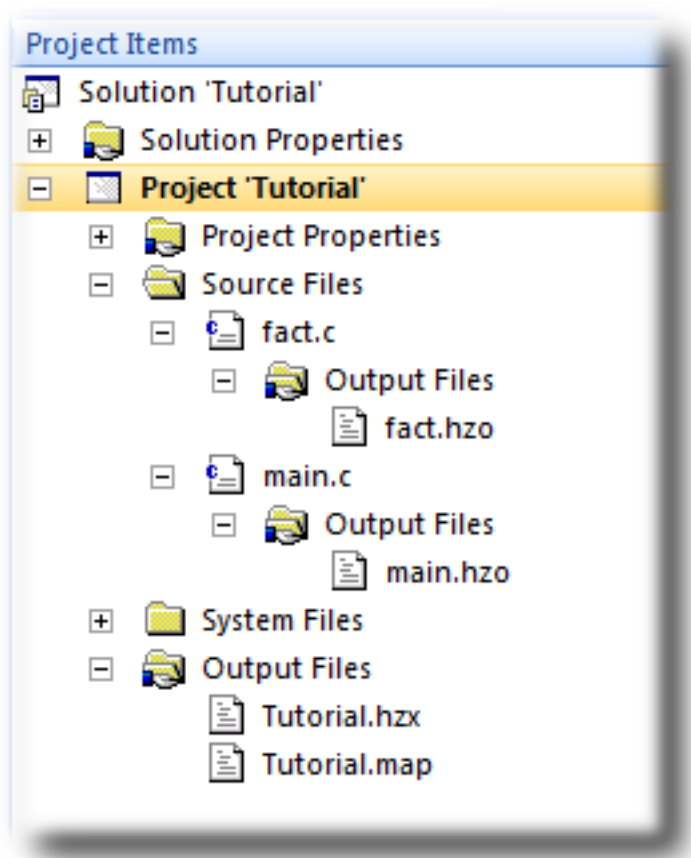 Project Items
Solution 'Tutorial'
Solution Properties
Project 'Tutorial'
Project Properties
Source Files
fact.c
Output Files
fact.hzo
main.c
Output Files
main.hzo
System Files
Output Files
Tutorial.hzx
Tutorial.map